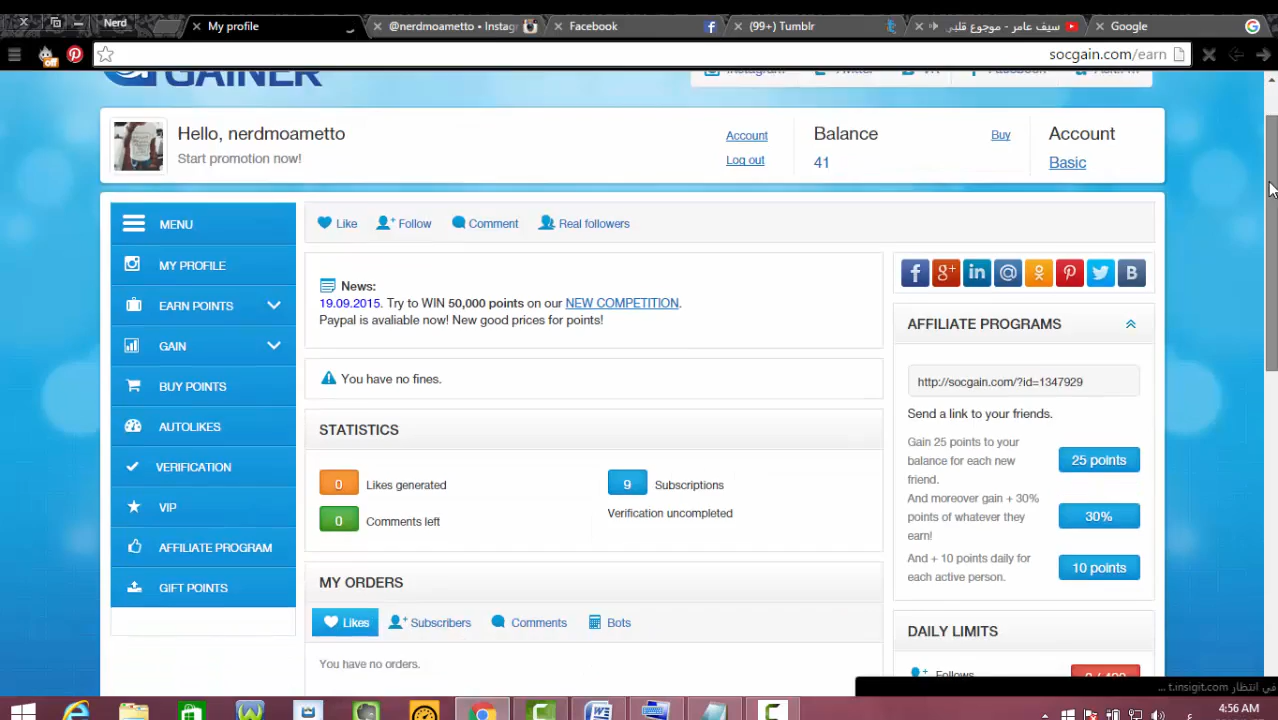 Nerd
My profile
@nerdmoametto • Instag
Facebook
(99+) Tumblr
سيف عامر - موجوع قلبي
Google
off
socgain.com/earn
GAINER
Hello, nerdmoametto
Start promotion now!
Account
Log out
Balance
41
Buy
Account
Basic
MENU
MY PROFILE
EARN POINTS
GAIN
BUY POINTS
AUTOLIKES
VERIFICATION
VIP
AFFILIATE PROGRAM
GIFT POINTS
Like
Follow
Comment
Real followers
News:
19.09.2015. Try to WIN 50,000 points on our NEW COMPETITION.
Paypal is avaliable now! New good prices for points!
You have no fines.
STATISTICS
0 Likes generated
9 Subscriptions
0 Comments left
Verification uncompleted
MY ORDERS
Likes
Subscribers
Comments
Bots
You have no orders.
AFFILIATE PROGRAMS
http://socgain.com/?id=1347929
Send a link to your friends.
Gain 25 points to your
balance for each new
friend.
25 points
And moreover gain + 30%
points of whatever they
earn!
30%
And + 10 points daily for
each active person.
10 points
DAILY LIMITS
Follows
في انتظار t.insigit.com ...
4:56 AM